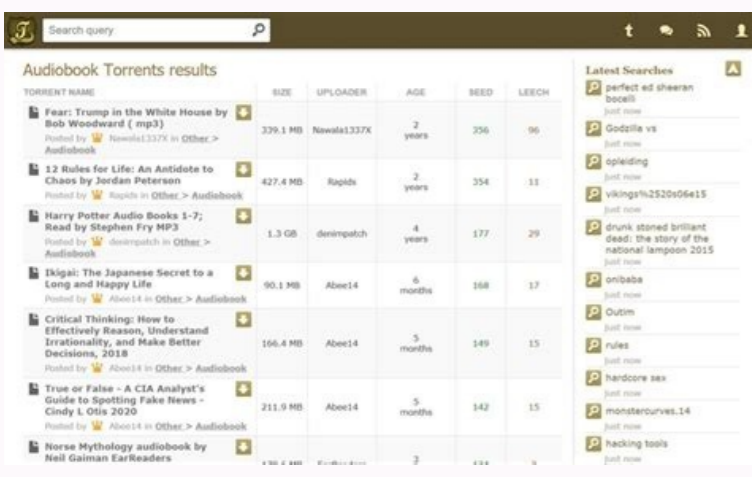 T
Search query
t
Audiobook Torrents results
TORRENT NAME SIZE UPLOADER AGE SEED LEECH
Fear: Trump in the White House by
Bob Woodward ( mp3)
Posted by Nawala1337X in Other >
Audiobook
339.1 MB Nawala1337X 2
years 356 96
12 Rules for Life: An Antidote to
Chaos by Jordan Peterson
Posted by Rapids in Other > Audiobook
427.4 MB Rapids 2
years 354 11
Harry Potter Audio Books 1-7;
Read by Stephen Fry MP3
Posted by denimpatch in Other >
Audiobook
1.3 GB denimpatch 4
years 177 29
Ikigai: The Japanese Secret to a
Long and Happy Life
Posted by Abee14 in Other > Audiobook
90.1 MB Abee14 6
months 168 17
Critical Thinking: How to
Effectively Reason, Understand
Irrationality, and Make Better
Decisions, 2018
Posted by Abee14 in Other > Audiobook
166.4 MB Abee14 5
months 149 15
True or False - A CIA Analyst's
Guide to Spotting Fake News -
Cindy L Otis 2020
Posted by Abee14 in Other > Audiobook
211.9 MB Abee14 5
months 142 15
Norse Mythology audiobook by
Neil Gaiman EarReaders
Latest Searches
perfect ed sheeran
bocelli
just now
Godzilla vs
just now
opleiding
just now
vikings%2520s06e15
just now
drunk stoned brilliant
dead: the story of the
national lampoon 2015
just now
onibaba
just now
Outim
just now
rules
just now
hardcore sex
just now
monstercurves.14
just now
hacking tools
just now